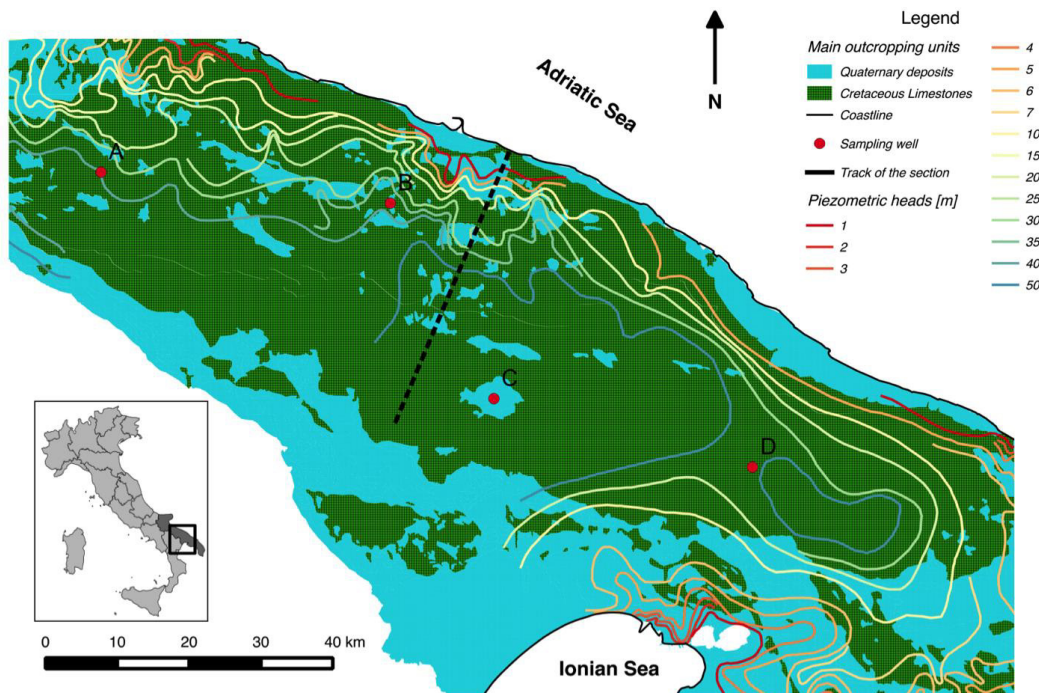 Legend
Main outcropping units
Quaternary deposits
Cretaceous Limestones
Coastline
Sampling well
Track of the section
Piezometric heads [m]
1
2
3
4
5
6
7
10
15
20
25
30
35
40
50
N
Adriatic Sea
A
B
C
D
Ionian Sea
0 10 20 30 40 km